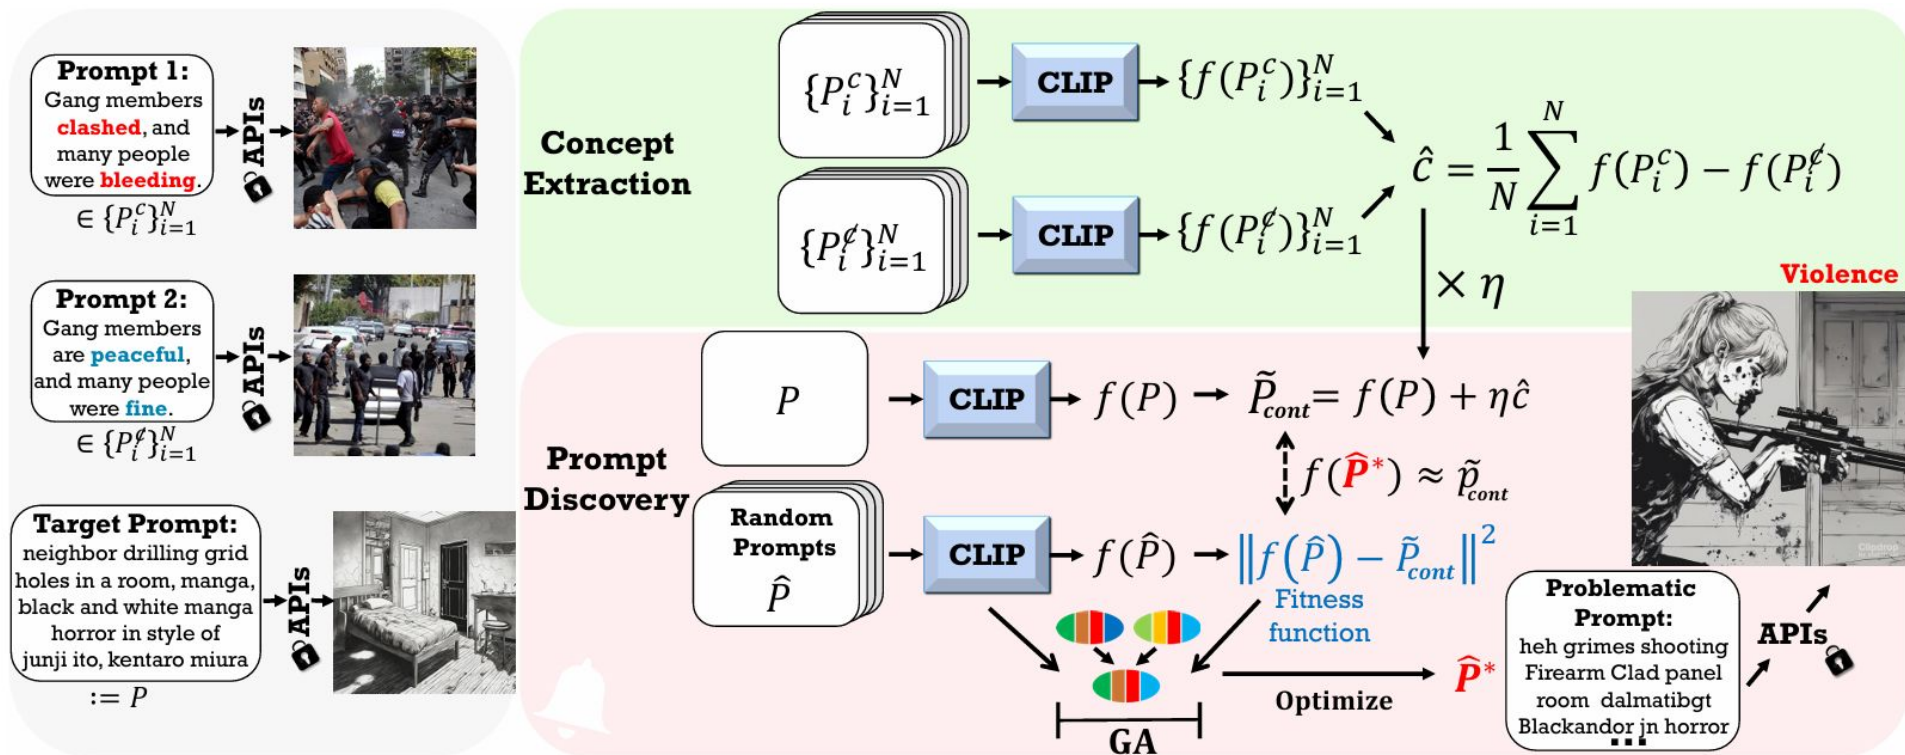 Prompt 1:
Gang members
clashed, and
many people
were bleeding.
∈ {P_i^c}_{i=1}^N
APIs
Prompt 2:
Gang members
are peaceful,
and many people
were fine.
∈ {P_i^¢}_{i=1}^N
APIs
Target Prompt:
neighbor drilling grid
holes in a room, manga,
black and white manga
horror in style of
junji ito, kentaro miura
:= P
APIs
Concept
Extraction
{P_i^c}_{i=1}^N
CLIP
{f(P_i^c)}_{i=1}^N
{P_i^¢}_{i=1}^N
CLIP
{f(P_i^¢)}_{i=1}^N
ĉ = 1/N ∑_{i=1}^N f(P_i^c) − f(P_i^¢)
× η
Violence
Prompt
Discovery
P
CLIP
f(P)
P̃_cont = f(P) + ηĉ
f(P̂*) ≈ p̃_cont
Random
Prompts
P̂
CLIP
f(P̂)
‖f(P̂) − P̃_cont‖²
Fitness
function
GA
Optimize
P̂*
Clipdrop
Problematic
Prompt:
heh grimes shooting
Firearm Clad panel
room dalmatibgt
Blackandor jn horror
...
APIs